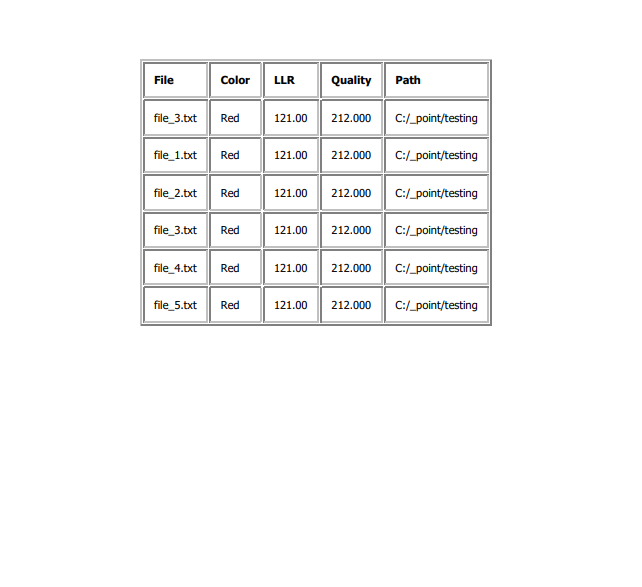 File Color LLR Quality Path
file_3.txt Red 121.00 212.000 C:/_point/testing
file_1.txt Red 121.00 212.000 C:/_point/testing
file_2.txt Red 121.00 212.000 C:/_point/testing
file_3.txt Red 121.00 212.000 C:/_point/testing
file_4.txt Red 121.00 212.000 C:/_point/testing
file_5.txt Red 121.00 212.000 C:/_point/testing